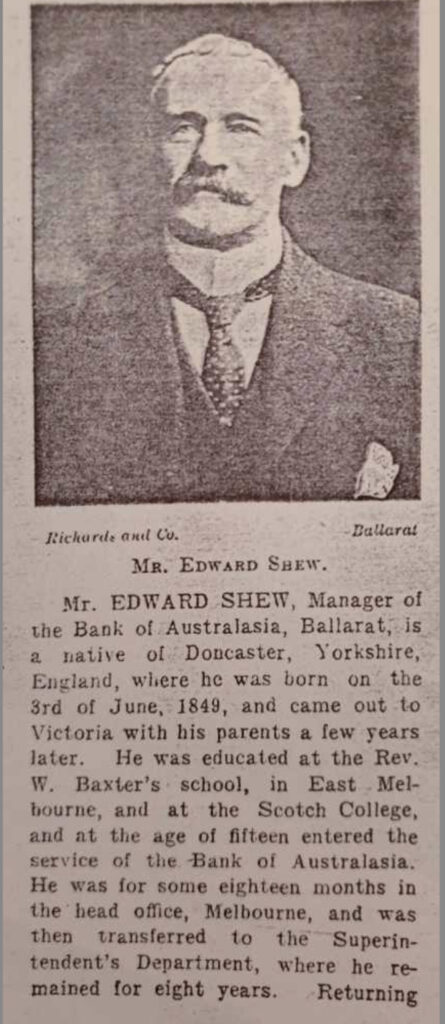 Richards and Co.
Ballarat
MR. EDWARD SHEW.
Mr. EDWARD SHEW, Manager of
the Bank of Australasia, Ballarat, is
a native of Doncaster, Yorkshire,
England, where he was born on the
3rd of June, 1849, and came out to
Victoria with his parents a few years
later. He was educated at the Rev.
W. Baxter's school, in East Mel-
bourne, and at the Scotch College,
and at the age of fifteen entered the
service of the Bank of Australasia.
He was for some eighteen months in
the head office, Melbourne, and was
then transferred to the Superin-
tendent's Department, where he re-
mained for eight years. Returning